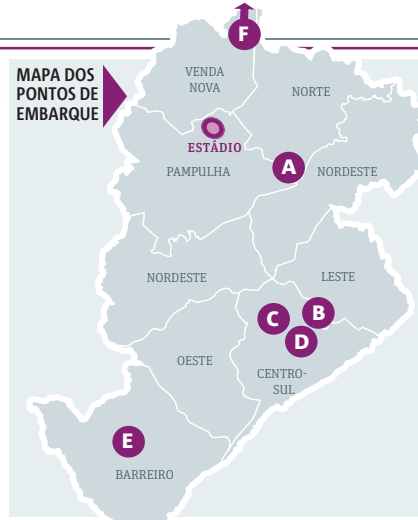 F
MAPA DOS
PONTOS DE
EMBARQUE
VENDA
NOVA
NORTE
ESTÁDIO
PAMPULHA
A
NORDESTE
NORDESTE
LESTE
C
B
D
OESTE
CENTRO-
SUL
E
BARREIRO